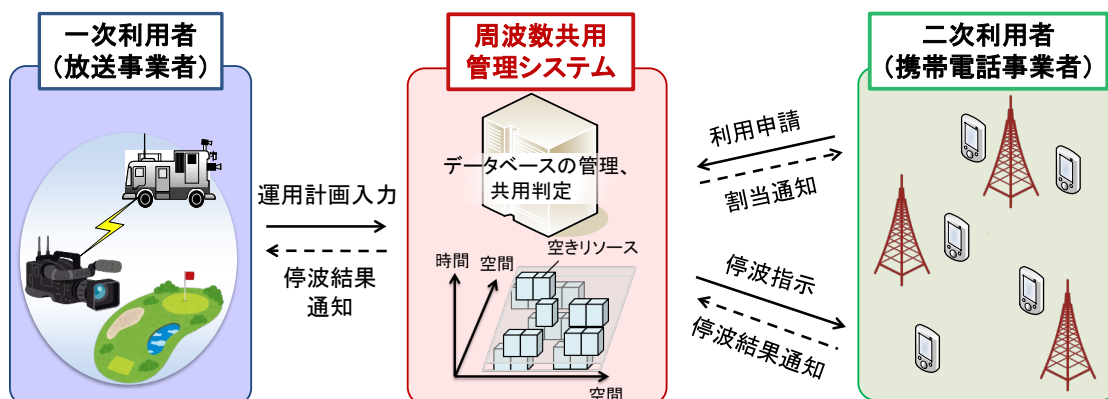 一次利用者
(放送事業者)
運用計画入力
停波結果
通知
周波数共用
管理システム
データベースの管理、
共用判定
空きリソース
時間
空間
空間
利用申請
割当通知
停波指示
停波結果通知
二次利用者
(携帯電話事業者)